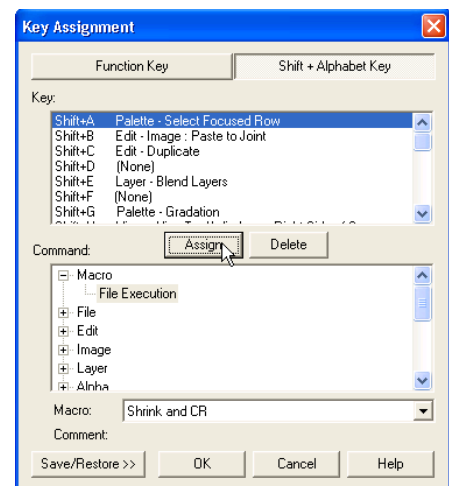 Key Assignment
Function Key Shift + Alphabet Key
Key:
Shift+A Palette - Select Focused Row
Shift+B Edit - Image : Paste to Joint
Shift+C Edit - Duplicate
Shift+D (None)
Shift+E Layer - Blend Layers
Shift+F (None)
Shift+G Palette - Gradation
Command: Assign Delete
Macro
File Execution
File
Edit
Image
Layer
Alpha
Macro: Shrink and CR
Comment:
Save/Restore >> OK Cancel Help